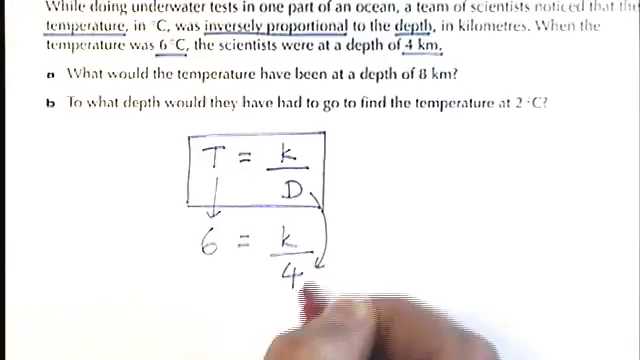 While doing underwater tests in one part of an ocean, a team of scientists noticed that the
temperature, in °C, was inversely proportional to the depth, in kilometres. When the
temperature was 6 °C, the scientists were at a depth of 4 km.
a What would the temperature have been at a depth of 8 km?
b To what depth would they have had to go to find the temperature at 2 °C?
T = k
D
6 = k
4